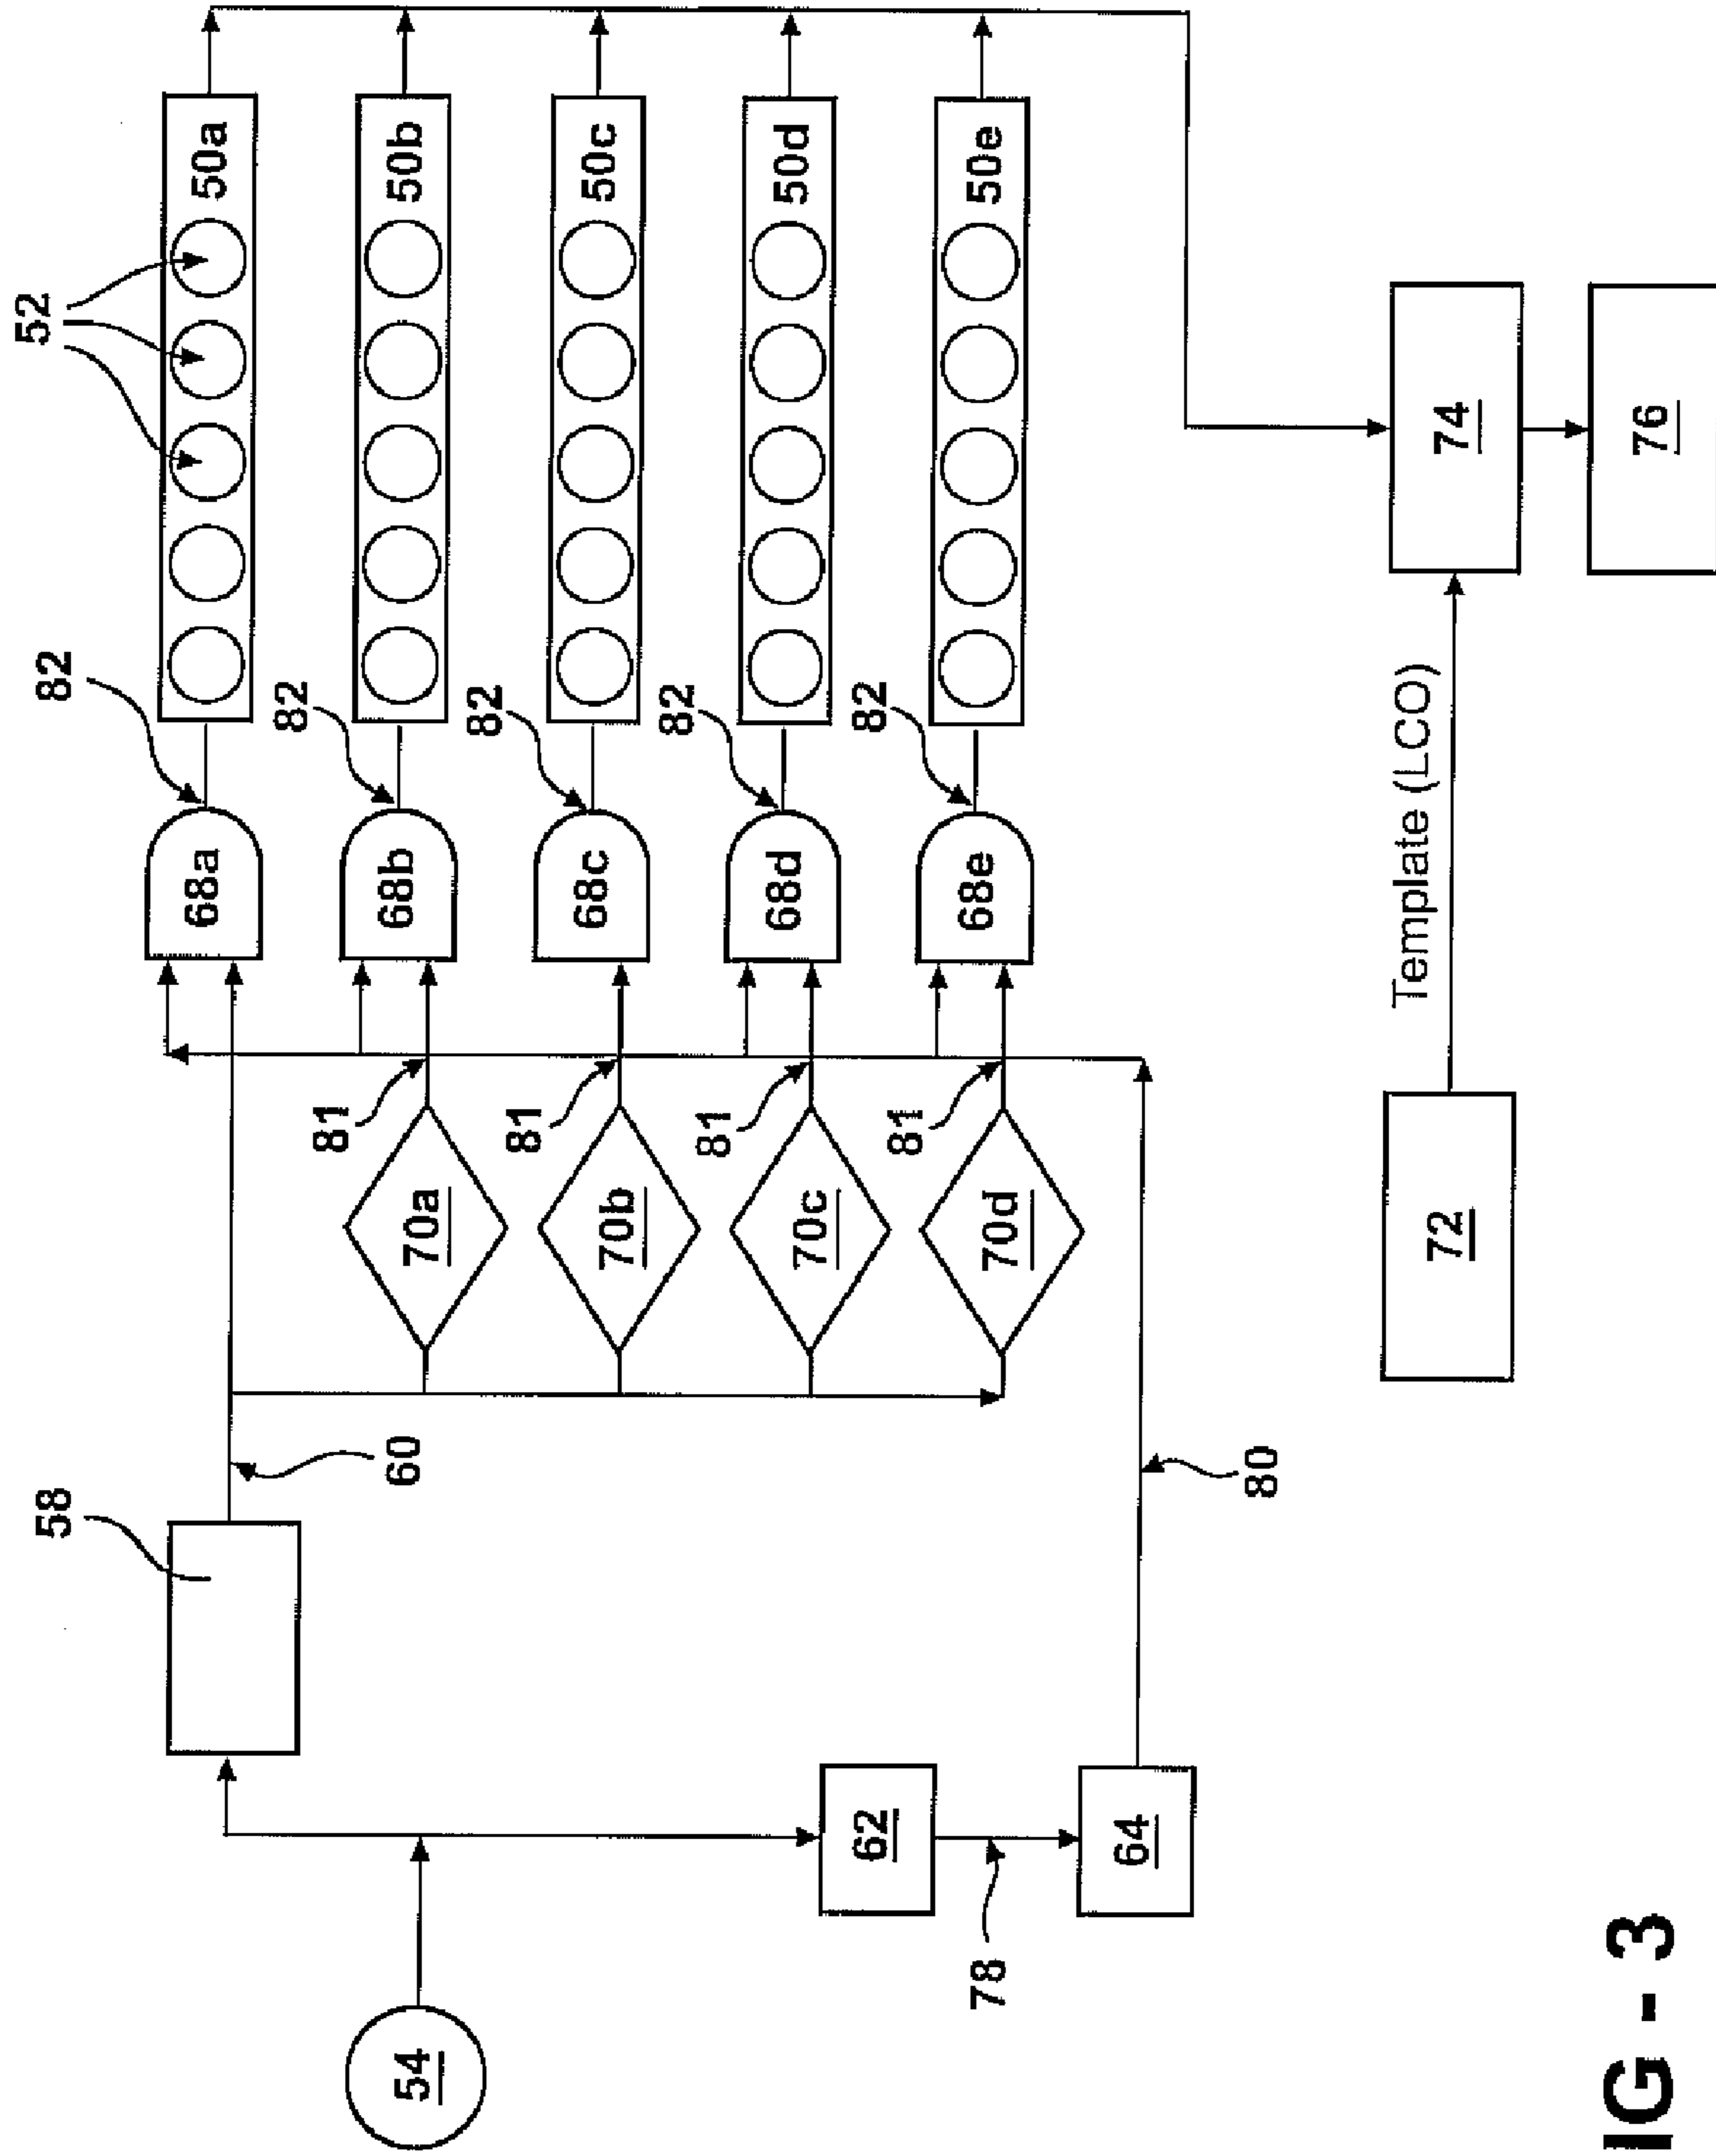 52
50a
50b
50c
50d
50e
82
82
82
82
82
68a
68b
68c
68d
68e
81
81
81
81
70a
70b
70c
70d
60
58
80
54
62
78
64
74
76
Template (LCO)
72
IG - 3